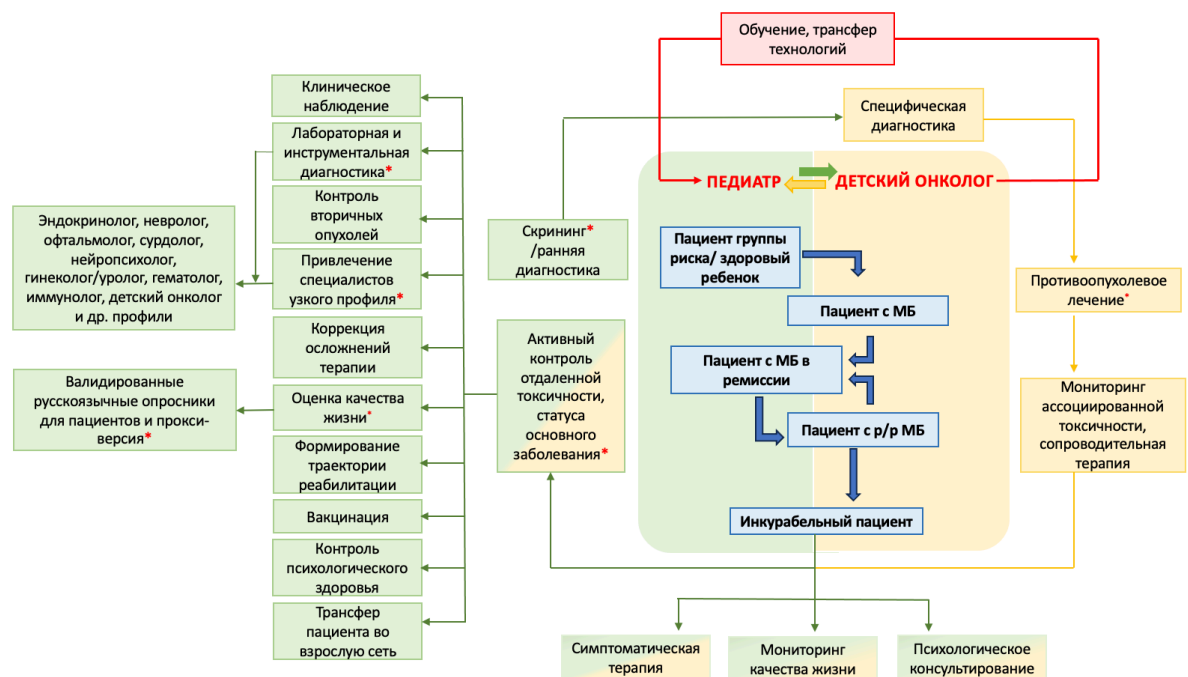 Обучение, трансфер
технологий
Клиническое
наблюдение
Лабораторная и
инструментальная
диагностика*
Контроль
вторичных
опухолей
Привлечение
специалистов
узкого профиля*
Коррекция
осложнений
терапии
Оценка качества
жизни*
Формирование
траектории
реабилитации
Вакцинация
Контроль
психологического
здоровья
Трансфер
пациента во
взрослую сеть
Эндокринолог, невролог,
офтальмолог, сурдолог,
нейропсихолог,
гинеколог/уролог, гематолог,
иммунолог, детский онколог
и др. профили
Валидированные
русскоязычные опросники
для пациентов и прокси-
версия*
Скрининг*
/ранняя
диагностика
Активный
контроль
отдаленной
токсичности,
статуса
основного
заболевания*
Специфическая
диагностика
ПЕДИАТР
ДЕТСКИЙ ОНКОЛОГ
Пациент группы
риска/ здоровый
ребенок
Пациент с МБ
Пациент с МБ в
ремиссии
Пациент с р/р МБ
Инкурабельный пациент
Противоопухолевое
лечение*
Мониторинг
ассоциированной
токсичности,
сопроводительная
терапия
Симптоматическая
терапия
Мониторинг
качества жизни
Психологическое
консультирование